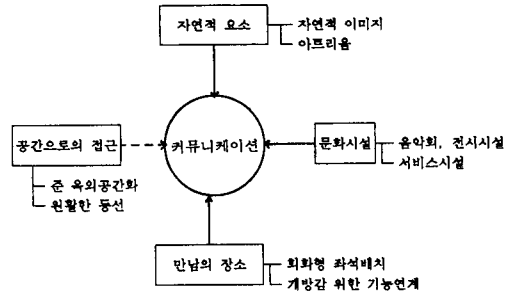 자연적 요소
자연적 이미지
아트리움
공간으로의 접근
커뮤니케이션
문화시설
음악회, 전시시설
서비스시설
준 옥외공간화
원활한 동선
만남의 장소
회화형 좌석배치
개방감 위한 기능연계